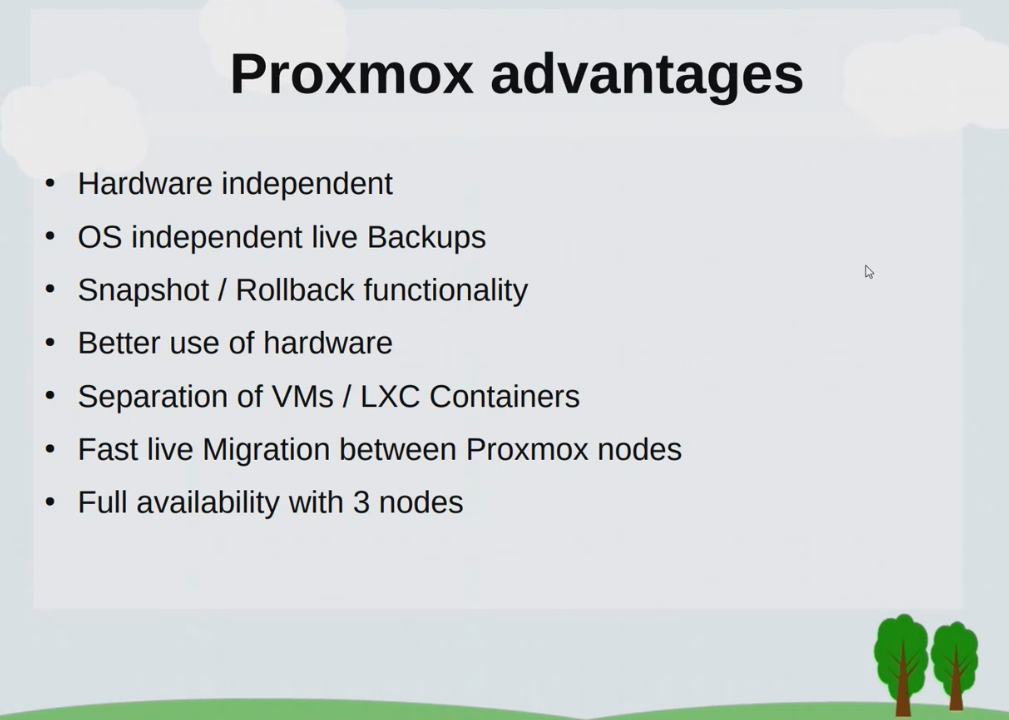 Proxmox advantages
• Hardware independent
• OS independent live Backups
• Snapshot / Rollback functionality
• Better use of hardware
• Separation of VMs / LXC Containers
• Fast live Migration between Proxmox nodes
• Full availability with 3 nodes